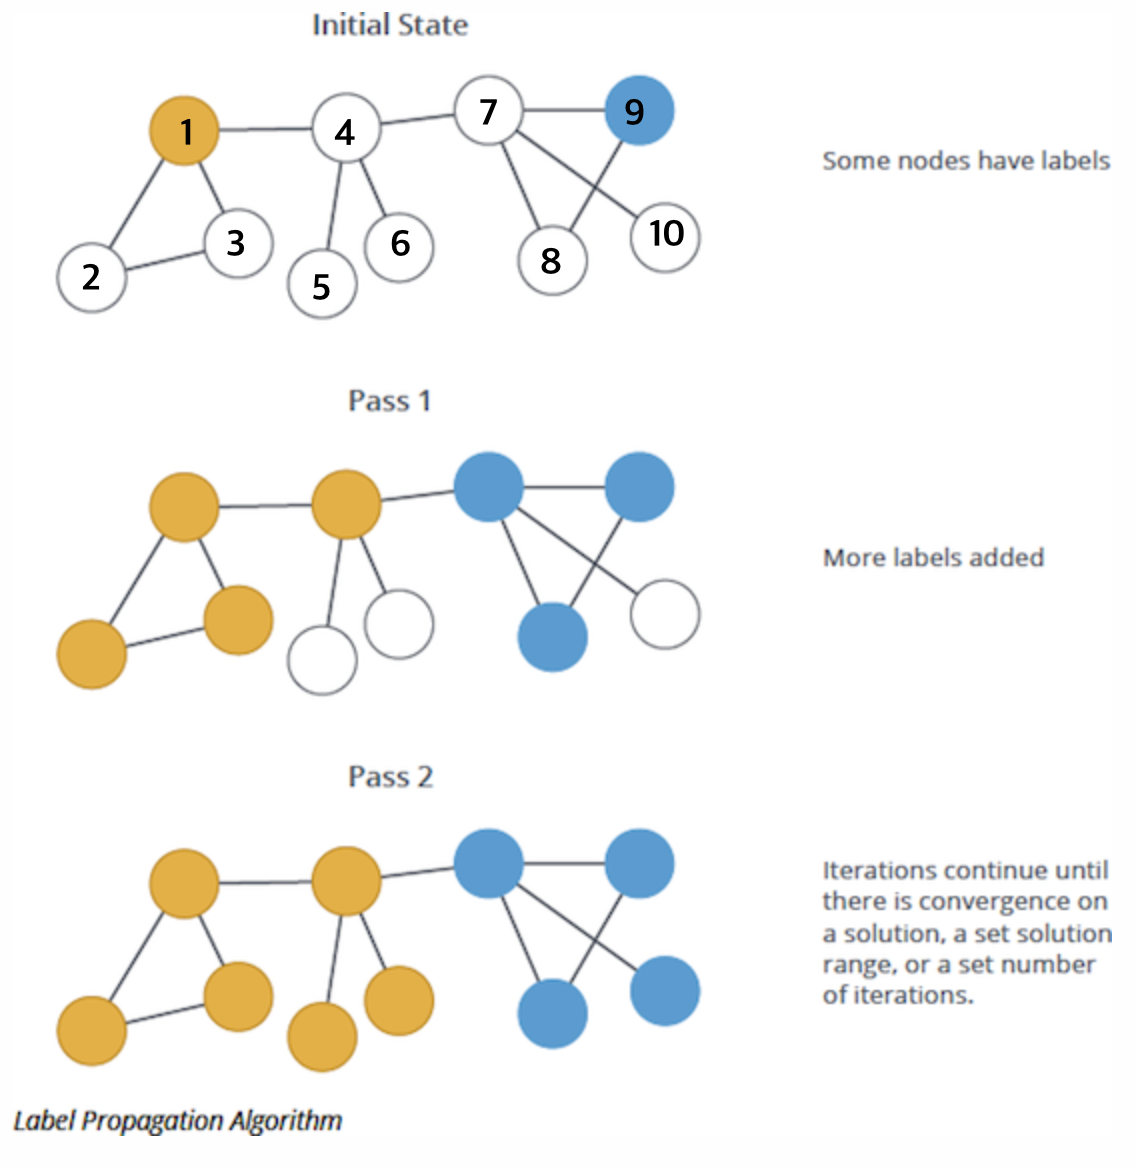 Initial State
1
4
7
9
Some nodes have labels
2
3
5
6
8
10
Pass 1
More labels added
Pass 2
Iterations continue until
there is convergence on
a solution, a set solution
range, or a set number
of iterations.
Label Propagation Algorithm